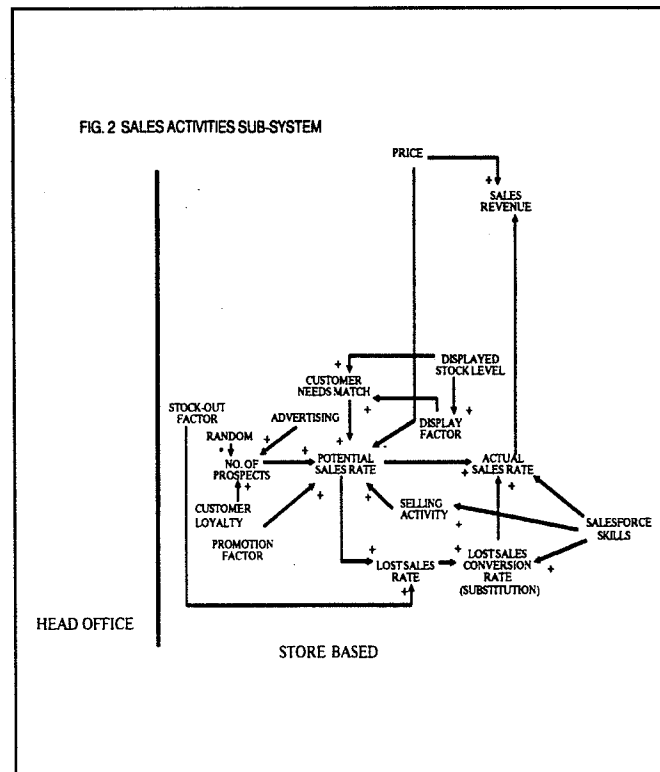 FIG. 2 SALES ACTIVITIES SUB-SYSTEM
PRICE
+
SALES
REVENUE
DISPLAYED
STOCK LEVEL
+
CUSTOMER
NEEDS MATCH
STOCK-OUT
FACTOR
ADVERTISING
+
+
DISPLAY
FACTOR
RANDOM
+
+
+
-
NO. OF
PROSPECTS
POTENTIAL
SALES RATE
ACTUAL
SALES RATE
+
+
+
CUSTOMER
LOYALTY
+
+
SELLING
ACTIVITY
+
SALESFORCE
SKILLS
PROMOTION
FACTOR
+
+
LOST SALES
RATE
+
LOST SALES
CONVERSION
RATE
(SUBSTITUTION)
+
HEAD OFFICE
STORE BASED